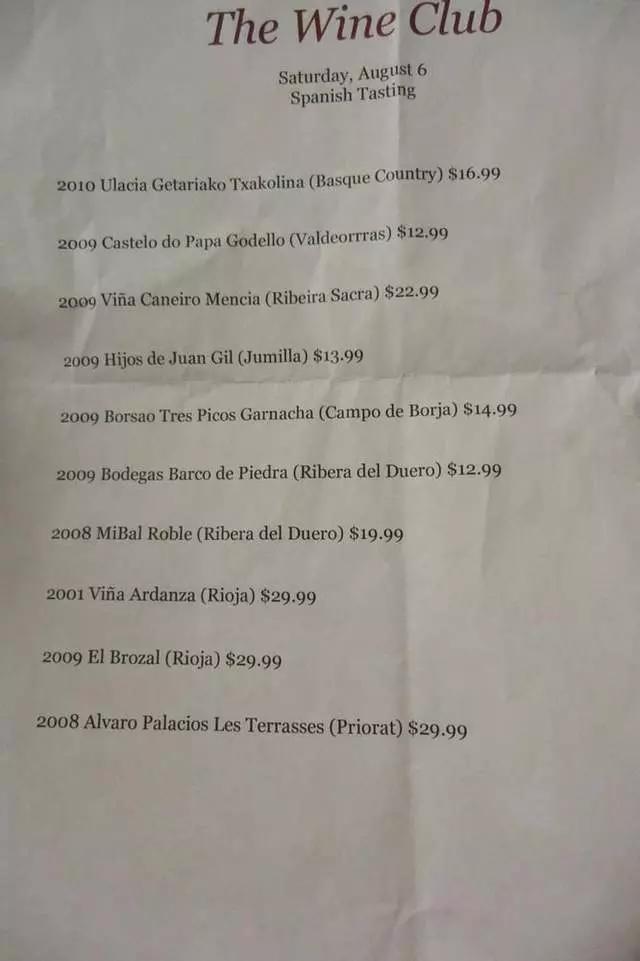 The Wine Club
Saturday, August 6
Spanish Tasting
2010 Ulacia Getariako Txakolina (Basque Country) $16.99
2009 Castelo do Papa Godello (Valdeorrras) $12.99
2009 Viña Caneiro Mencia (Ribeira Sacra) $22.99
2009 Hijos de Juan Gil (Jumilla) $13.99
2009 Borsao Tres Picos Garnacha (Campo de Borja) $14.99
2009 Bodegas Barco de Piedra (Ribera del Duero) $12.99
2008 MiBal Roble (Ribera del Duero) $19.99
2001 Viña Ardanza (Rioja) $29.99
2009 El Brozal (Rioja) $29.99
2008 Alvaro Palacios Les Terrasses (Priorat) $29.99